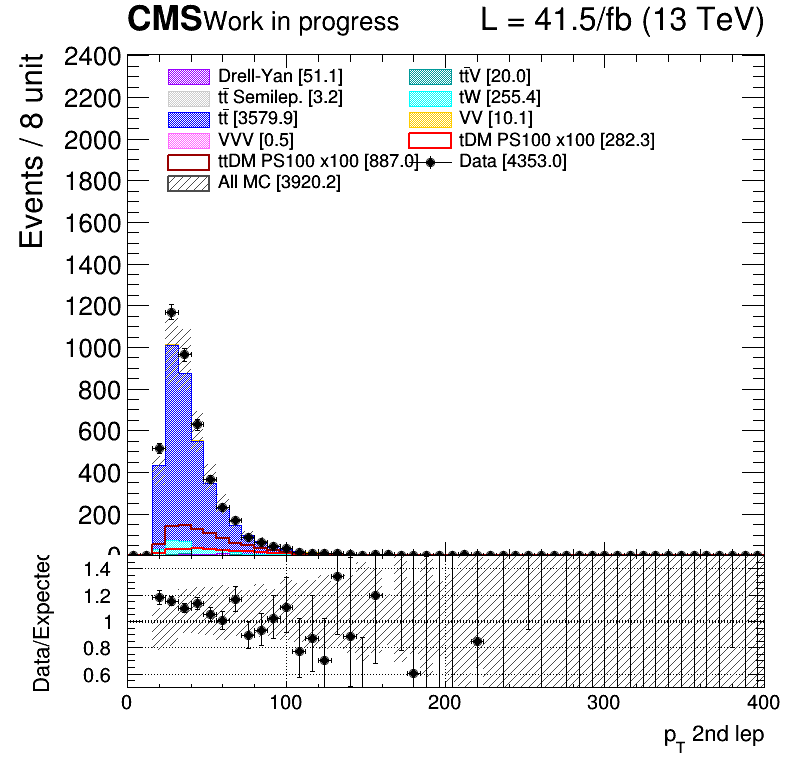 CMS Work in progress L = 41.5/fb (13 TeV)
Events / 8 unit
2400
2200
2000
1800
1600
1400
1200
1000
800
600
400
200
0
Drell-Yan [51.1] tt̄V [20.0]
tt̄ Semilep. [3.2] tW [255.4]
tt̄ [3579.9] VV [10.1]
VVV [0.5] tDM PS100 x100 [282.3]
ttDM PS100 x100 [887.0] Data [4353.0]
All MC [3920.2]
Data/Expected
1.4
1.2
1
0.8
0.6
0 100 200 300 400
p_T 2nd lep